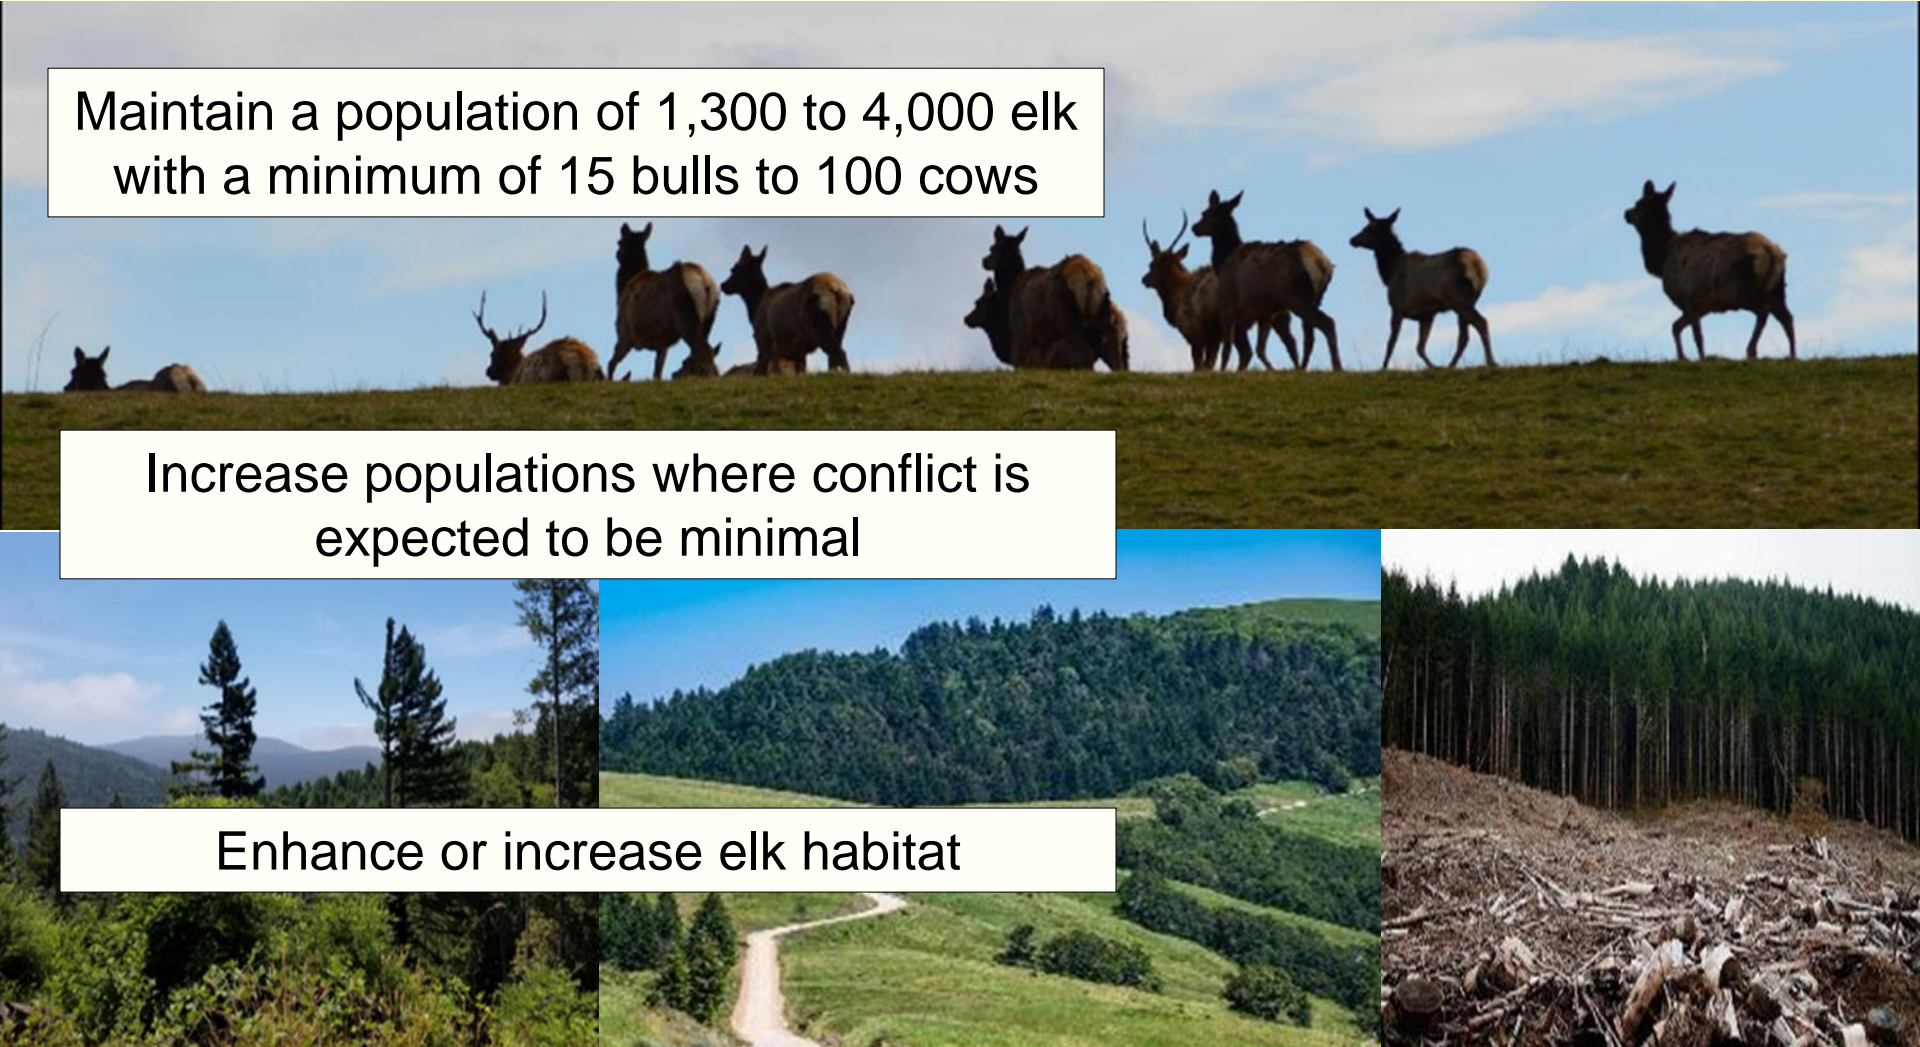 Maintain a population of 1,300 to 4,000 elk
with a minimum of 15 bulls to 100 cows
Increase populations where conflict is
expected to be minimal
Enhance or increase elk habitat